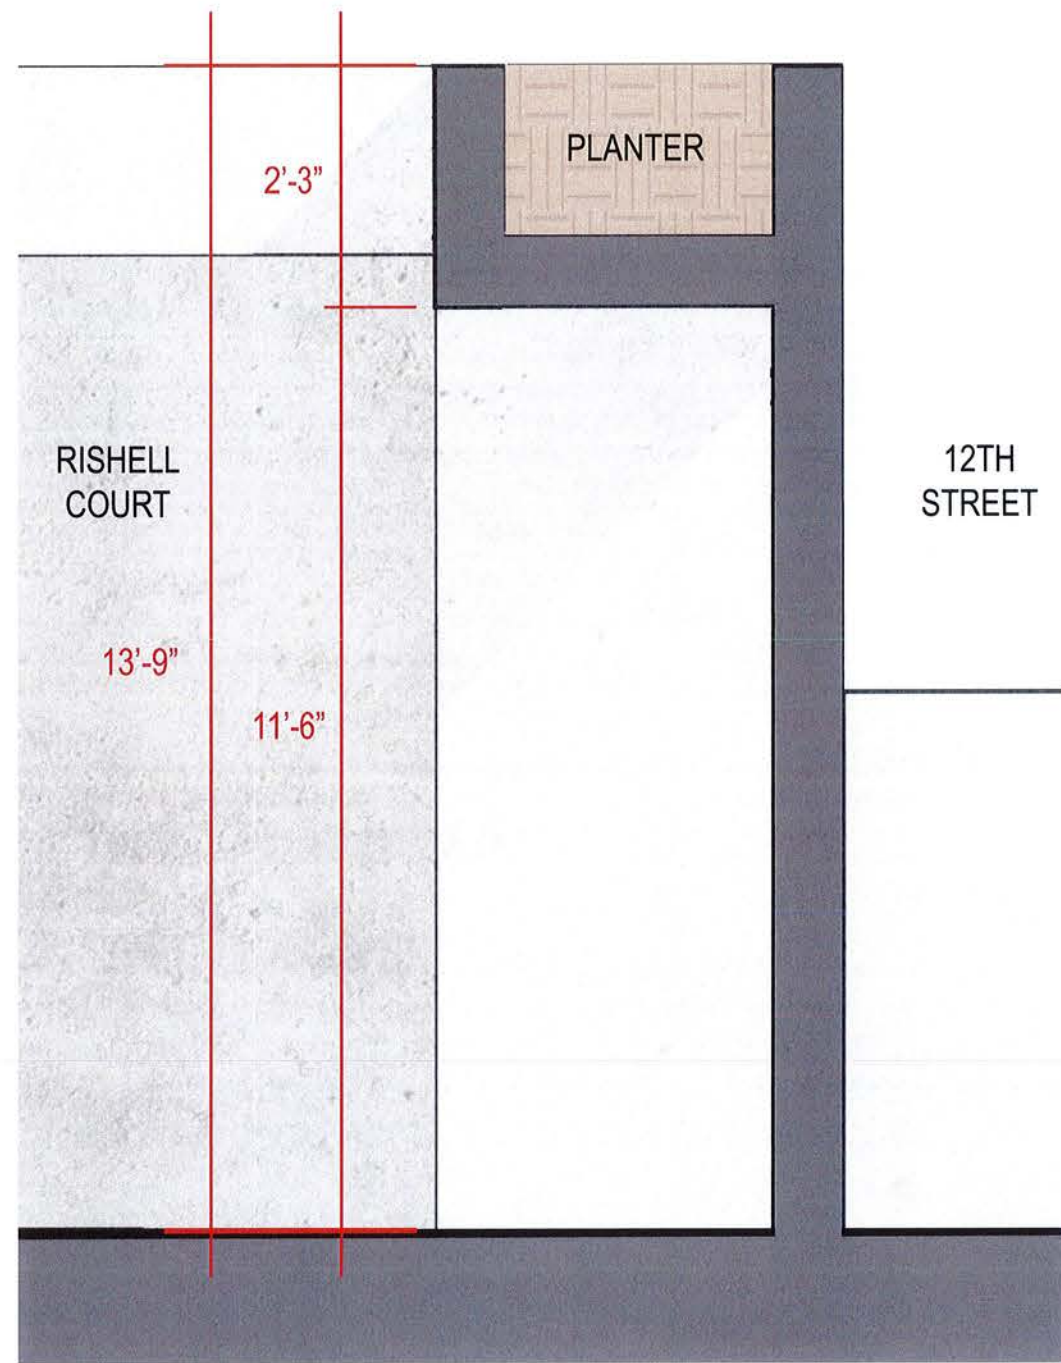 PLANTER
2’-3”
RISHELL
COURT
12TH
STREET
13’-9”
11’-6”